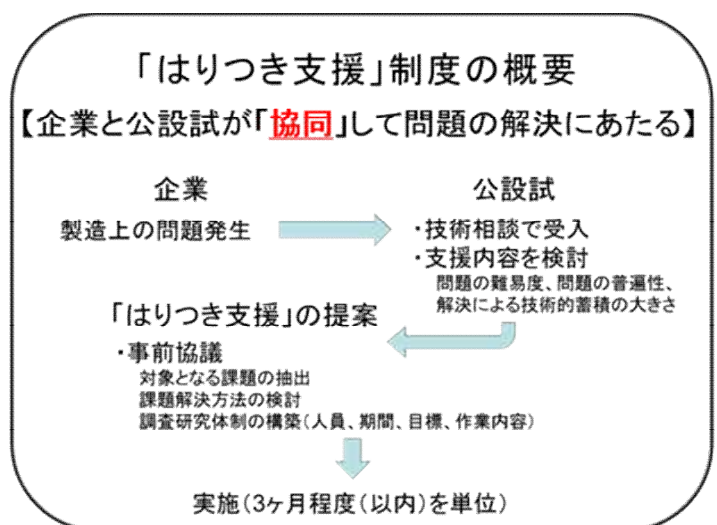 「はりつき支援」制度の概要
【企業と公設試が「協同」して問題の解決にあたる】
企業
製造上の問題発生
公設試
・技術相談で受入
・支援内容を検討
問題の難易度、問題の普遍性、
解決による技術的蓄積の大きさ
「はりつき支援」の提案
・事前協議
対象となる課題の抽出
課題解決方法の検討
調査研究体制の構築(人員、期間、目標、作業内容)
実施(3ヶ月程度(以内)を単位)